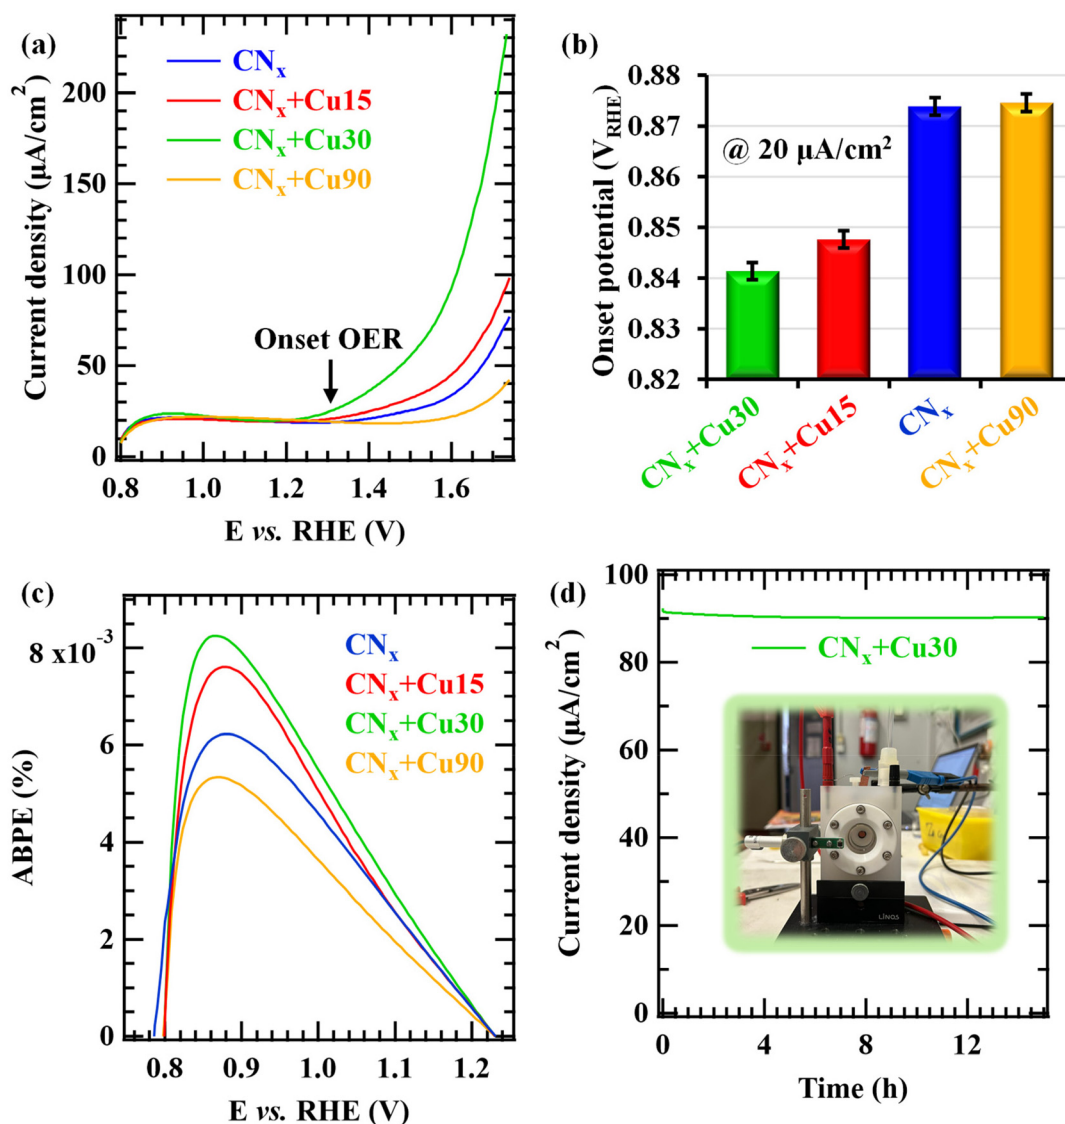 (a)
CNₓ
CNₓ+Cu15
CNₓ+Cu30
CNₓ+Cu90
Onset OER
Current density (µA/cm²)
200
150
100
50
0
0.8 1.0 1.2 1.4 1.6
E vs. RHE (V)
(b)
@ 20 µA/cm²
Onset potential (V_RHE)
0.88
0.87
0.86
0.85
0.84
0.83
0.82
CNₓ+Cu30
CNₓ+Cu15
CNₓ
CNₓ+Cu90
(c)
8 x10⁻³
6
4
2
0
ABPE (%)
CNₓ
CNₓ+Cu15
CNₓ+Cu30
CNₓ+Cu90
0.8 0.9 1.0 1.1 1.2
E vs. RHE (V)
(d)
100
80
60
40
20
0
Current density (µA/cm²)
CNₓ+Cu30
LINOS
0 4 8 12
Time (h)